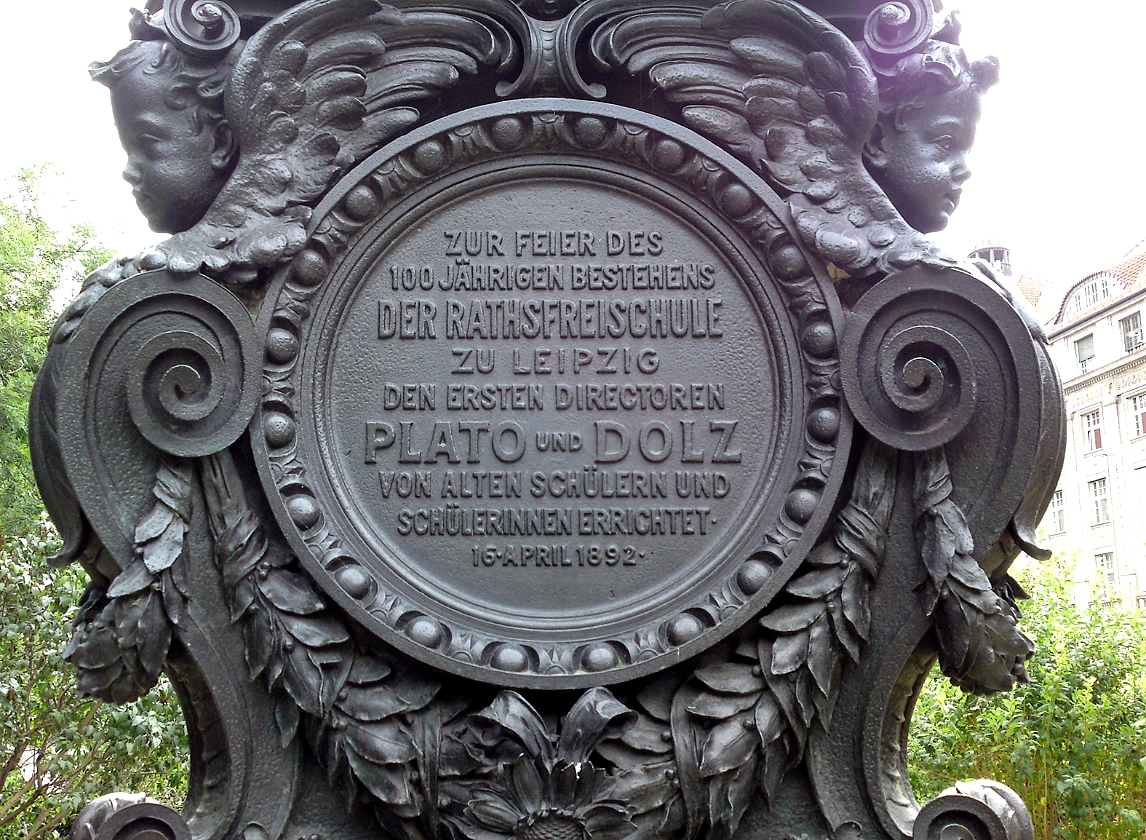 ZUR FEIER DES
100 JÄHRIGEN BESTEHENS
DER RATHSFREISCHULE
ZU LEIPZIG
DEN ERSTEN DIRECTOREN
PLATO UND DOLZ
VON ALTEN SCHÜLERN UND
SCHÜLERINNEN ERRICHTET·
16·APRIL 1892·